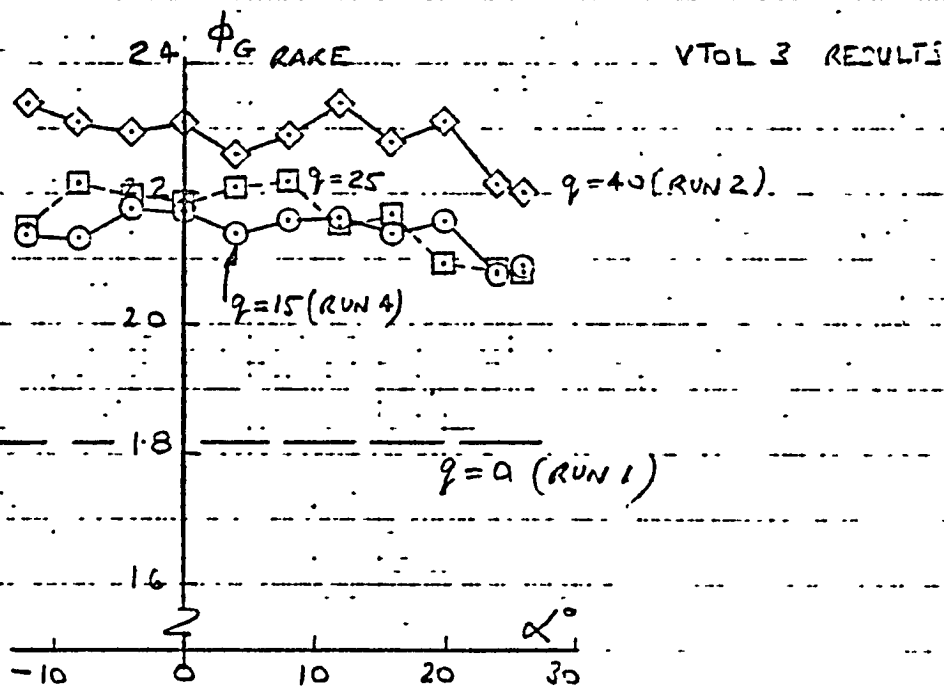 ϕG RAKE
VTOL 3 RESULTS
2.4
2.2
q=25
q=40 (RUN 2)
q=15 (RUN 4)
2.0
1.8
q=0 (RUN 1)
1.6
α°
-10 0 10 20 30